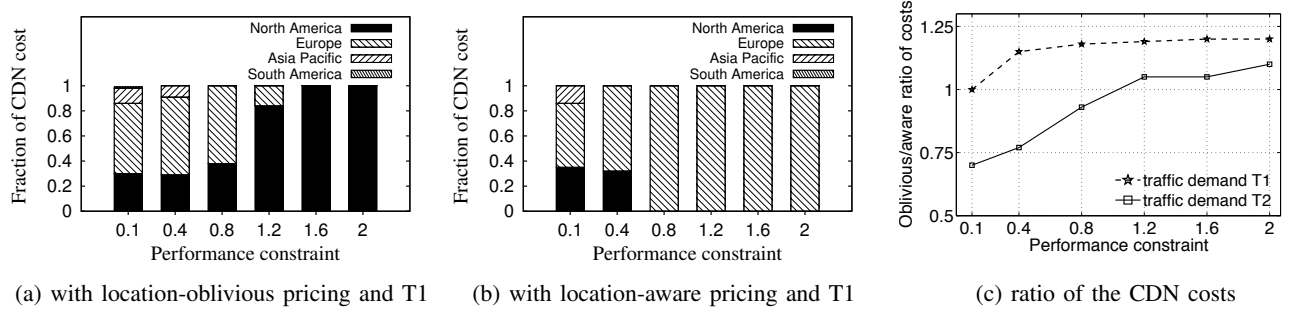 North America
Europe
Asia Pacific
South America
Fraction of CDN cost
1
0.8
0.6
0.4
0.2
0
0.1 0.4 0.8 1.2 1.6 2
Performance constraint
(a) with location-oblivious pricing and T1
North America
Europe
Asia Pacific
South America
Fraction of CDN cost
1
0.8
0.6
0.4
0.2
0
0.1 0.4 0.8 1.2 1.6 2
Performance constraint
(b) with location-aware pricing and T1
Oblivious/aware ratio of costs
1.25
1
0.75
0.5
traffic demand T1
traffic demand T2
0.1 0.4 0.8 1.2 1.6 2
Performance constraint
(c) ratio of the CDN costs